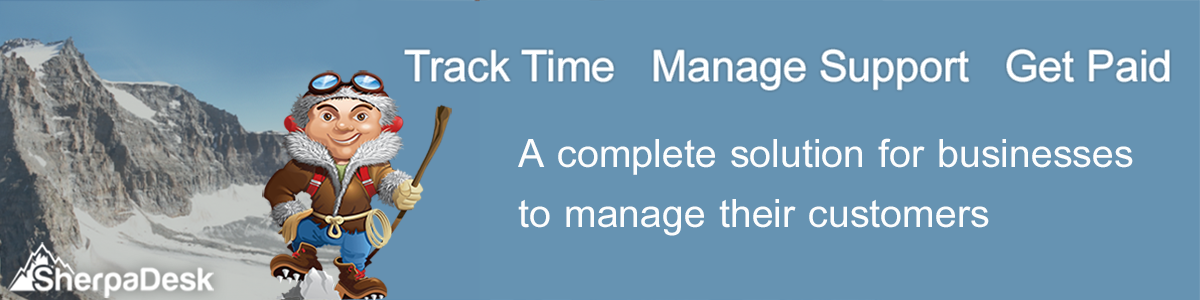 Track Time Manage Support Get Paid
A complete solution for businesses
to manage their customers
SherpaDesk